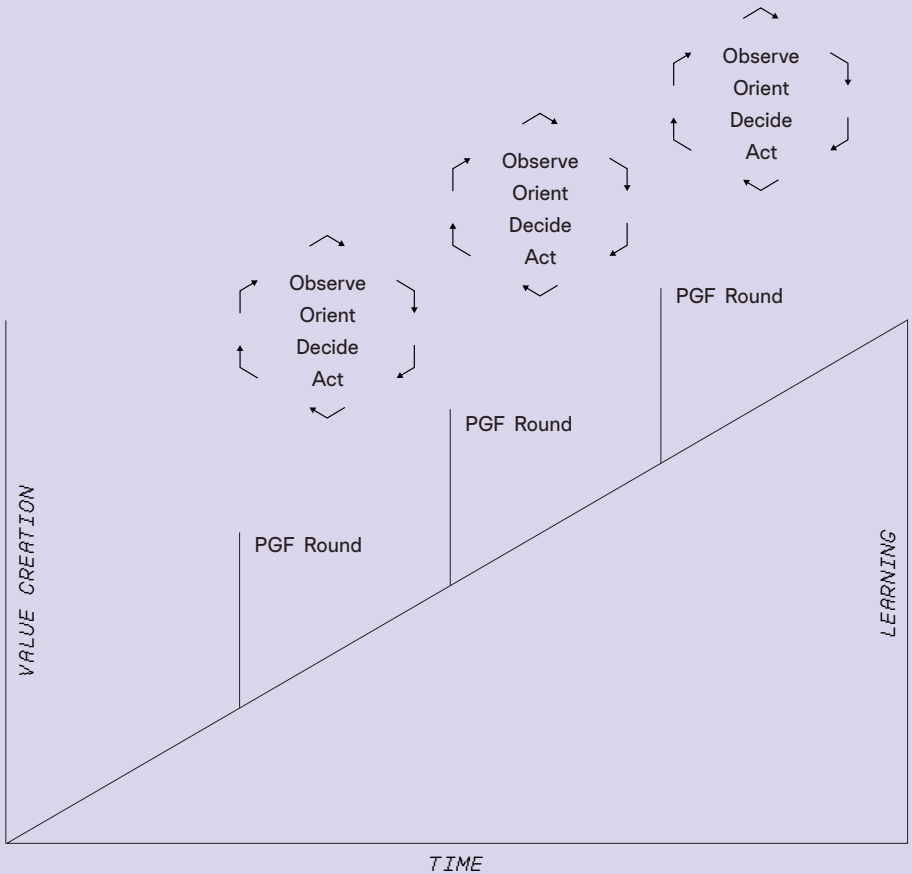 Observe
Orient
Decide
Act
Observe
Orient
Decide
Act
Observe
Orient
Decide
Act
PGF Round
PGF Round
PGF Round
VALUE CREATION
LEARNING
TIME